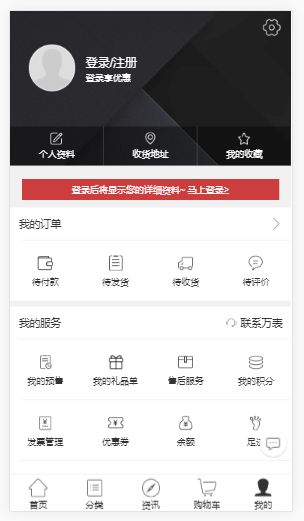 登录/注册
登录享优惠
个人资料 收货地址 我的收藏
登录后将显示您的详细资料~ 马上登录>
我的订单
待付款 待发货 待收货 待评价
我的服务 联系万表
我的预售 我的礼品单 售后服务 我的积分
发票管理 优惠券 余额 足迹
首页 分类 资讯 购物车 我的